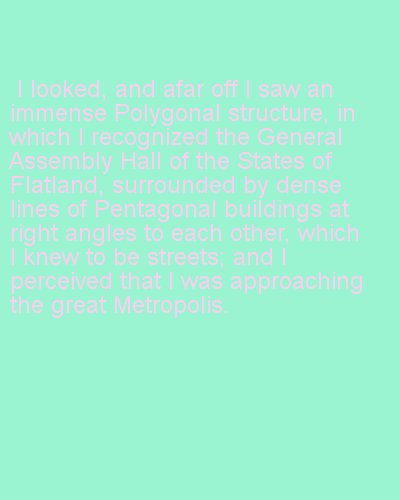 I looked, and afar off I saw an
immense Polygonal structure, in
which I recognized the General
Assembly Hall of the States of
Flatland, surrounded by dense
lines of Pentagonal buildings at
right angles to each other, which
I knew to be streets; and I
perceived that I was approaching
the great Metropolis.